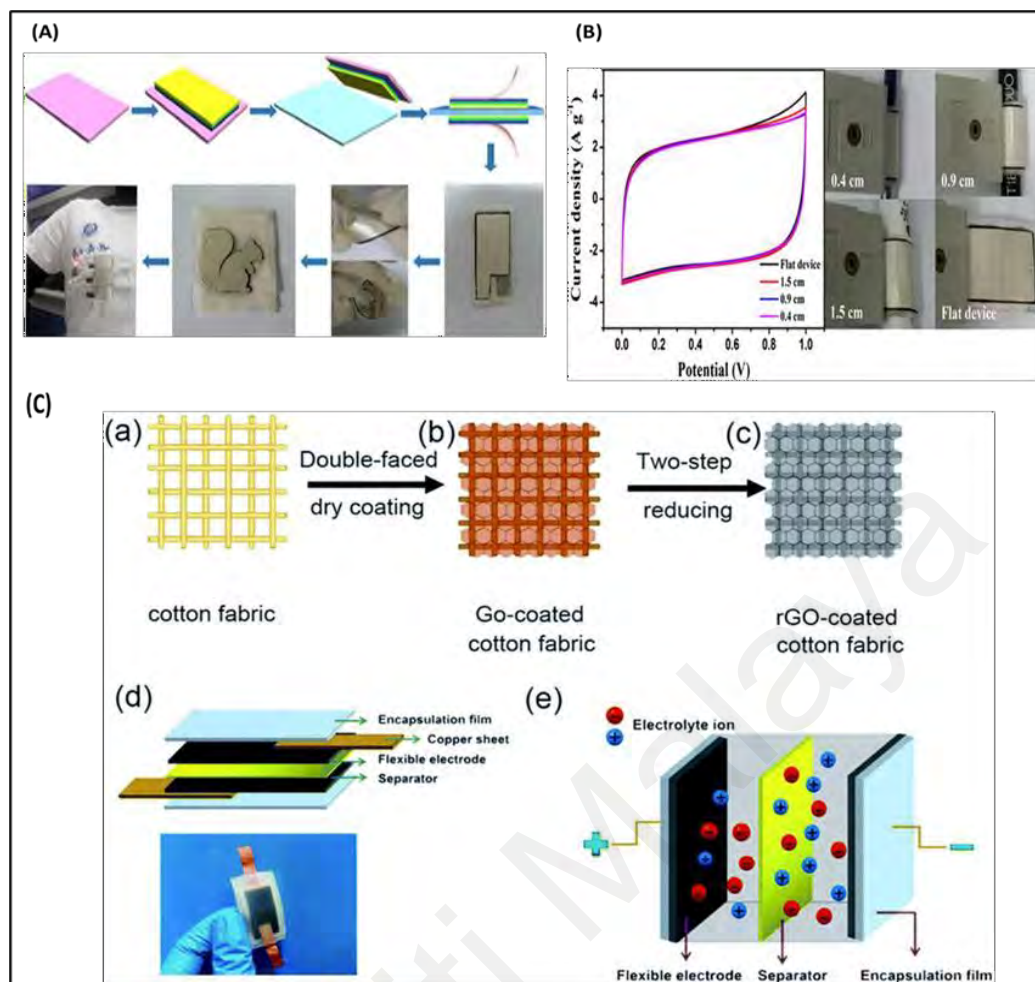 (A)
(B)
Current density (A g⁻¹)
4
2
0
-2
-4
0.0 0.2 0.4 0.6 0.8 1.0
Potential (V)
Flat device
1.5 cm
0.9 cm
0.4 cm
0.4 cm
0.9 cm
1.5 cm
Flat device
(C)
(a)
(b)
(c)
Double-faced
dry coating
Two-step
reducing
cotton fabric
Go-coated
cotton fabric
rGO-coated
cotton fabric
(d)
Encapsulation film
Copper sheet
Flexible electrode
Separator
(e)
Electrolyte ion
Flexible electrode
Separator
Encapsulation film
iti Malaya